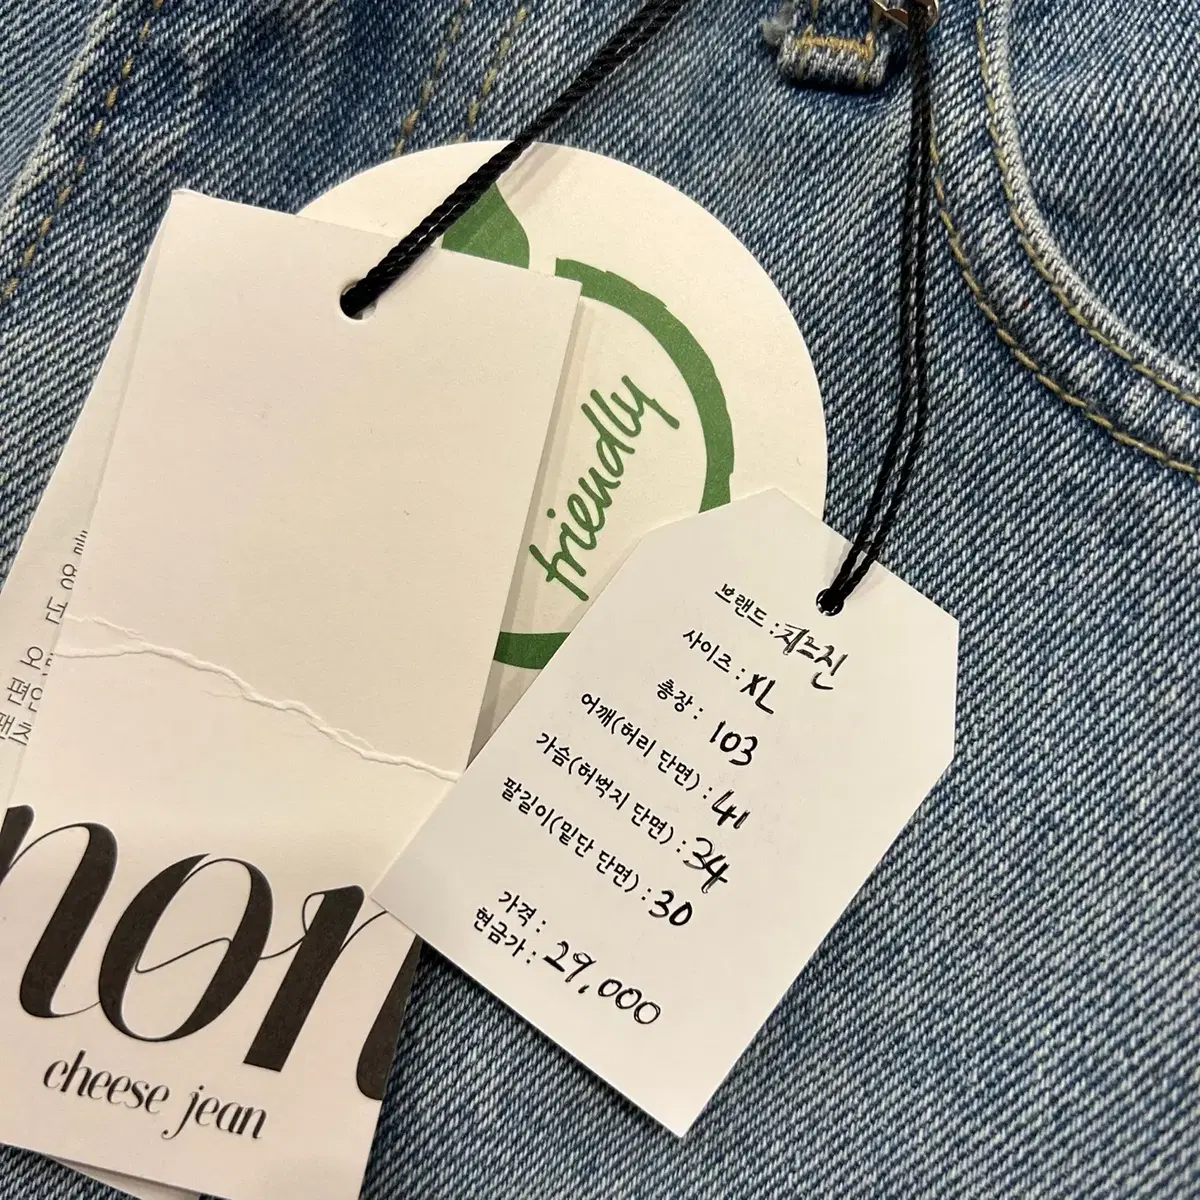 friendly
브랜드 : 치즈진
사이즈 : XL
총장 : 103
어깨(허리 단면) : 41
가슴(허벅지 단면) : 34
팔길이(밑단 단면) : 30
가격 :
현금가 : 29,000
non
cheese jean